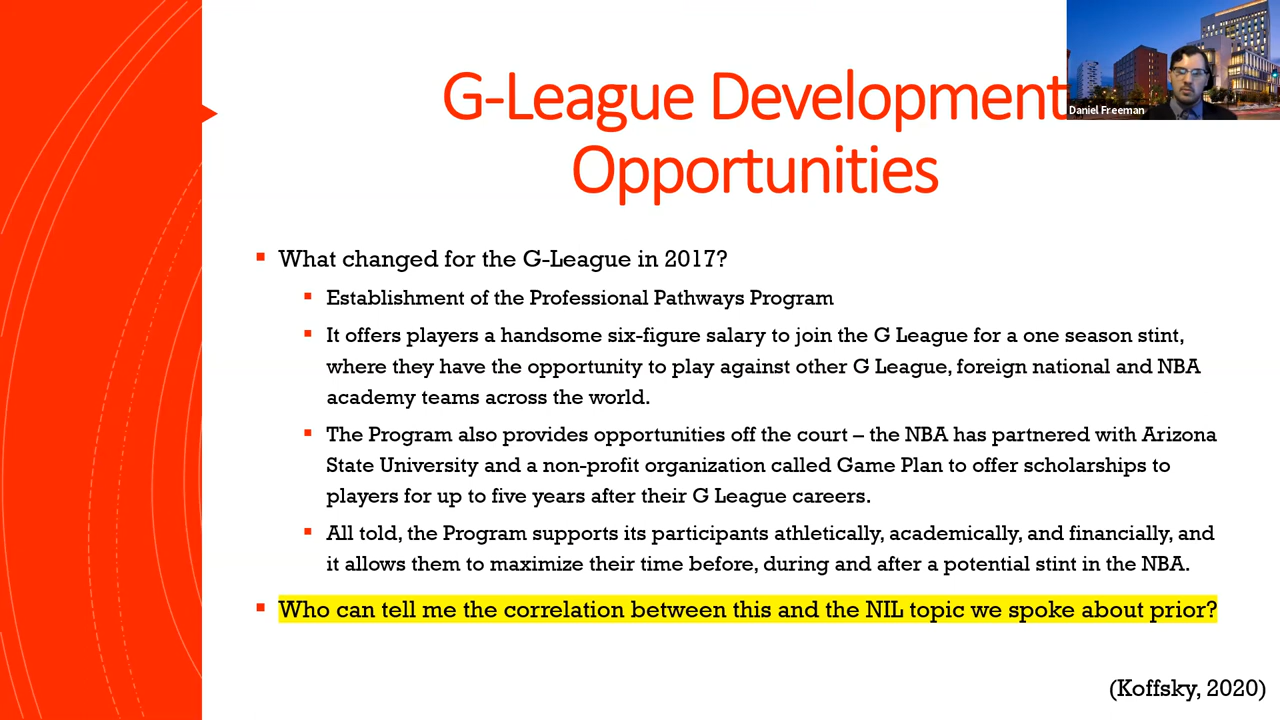 G-League Development
Opportunities
Daniel Freeman
What changed for the G-League in 2017?
Establishment of the Professional Pathways Program
It offers players a handsome six-figure salary to join the G League for a one season stint,
where they have the opportunity to play against other G League, foreign national and NBA
academy teams across the world.
The Program also provides opportunities off the court – the NBA has partnered with Arizona
State University and a non-profit organization called Game Plan to offer scholarships to
players for up to five years after their G League careers.
All told, the Program supports its participants athletically, academically, and financially, and
it allows them to maximize their time before, during and after a potential stint in the NBA.
Who can tell me the correlation between this and the NIL topic we spoke about prior?
(Koffsky, 2020)